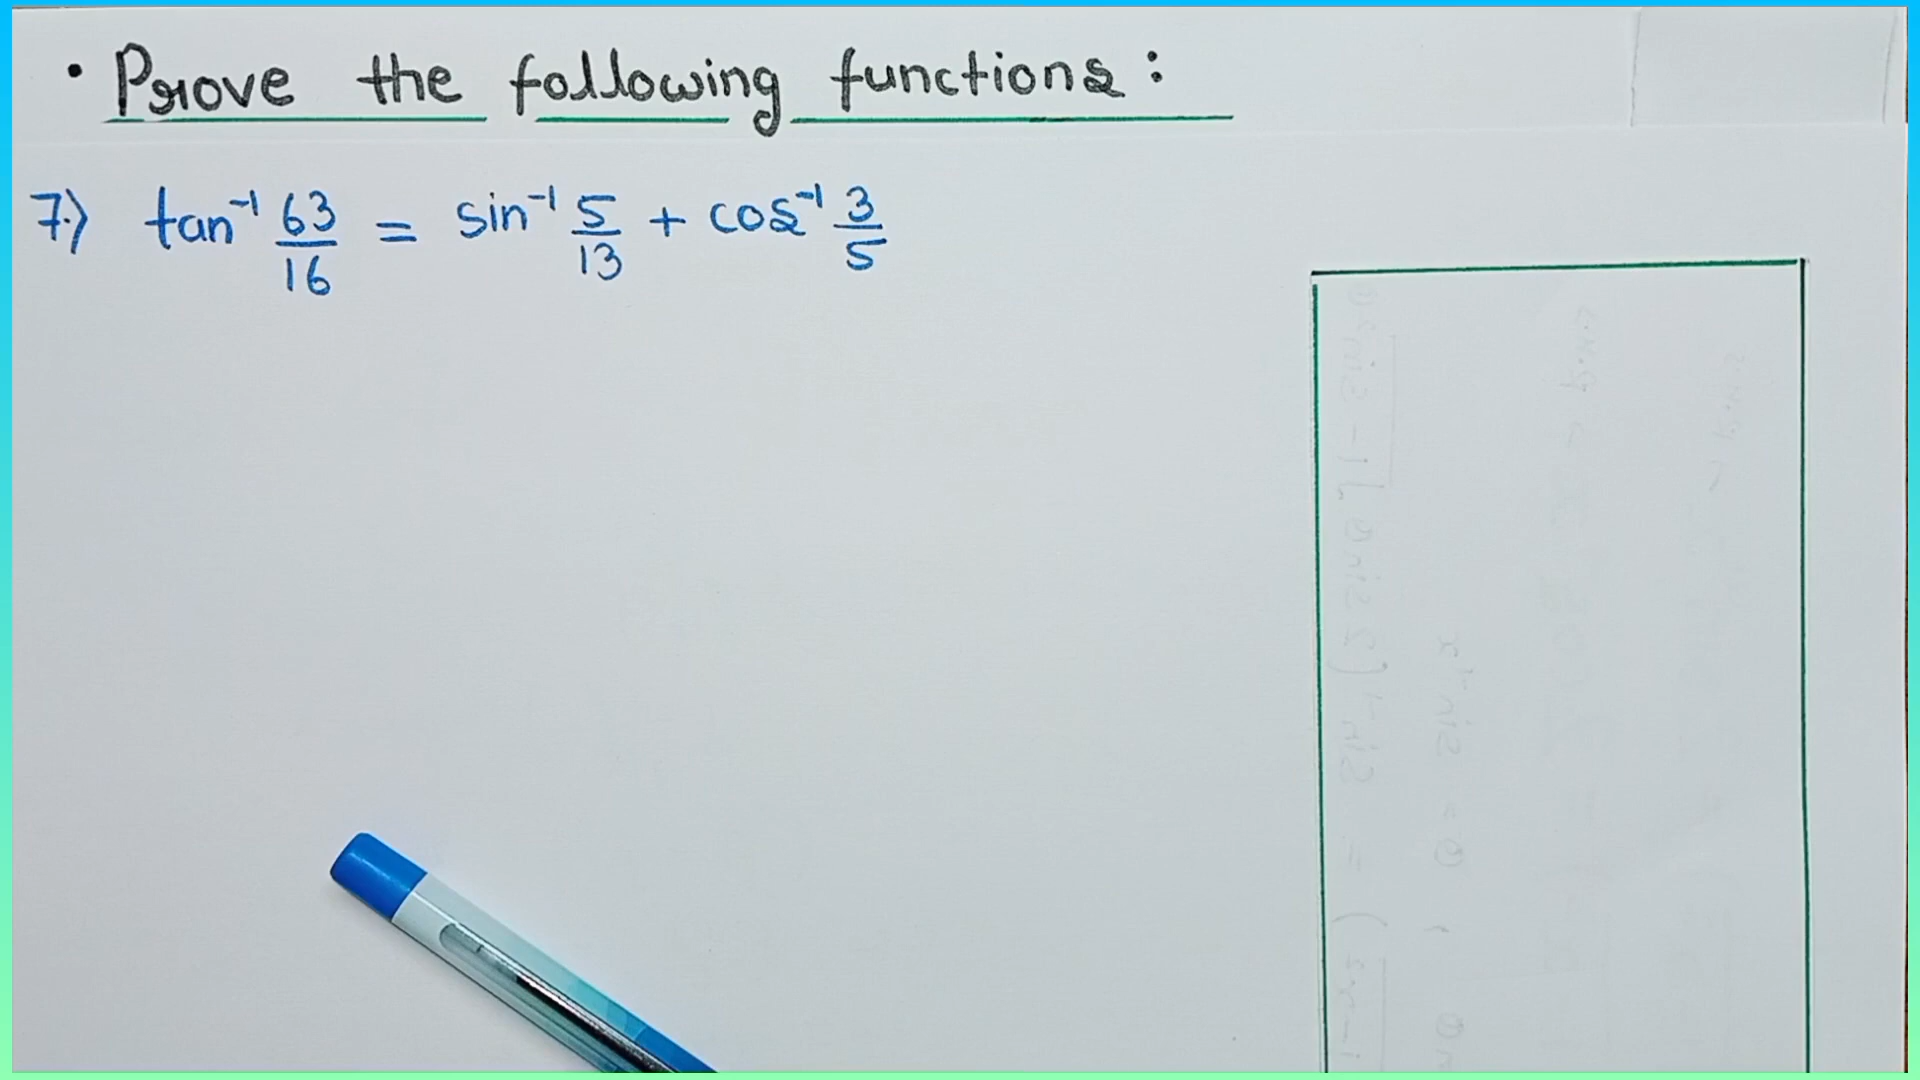 • Prove the following functions:
7.) tan⁻¹ 63/16 = sin⁻¹ 5/13 + cos⁻¹ 3/5